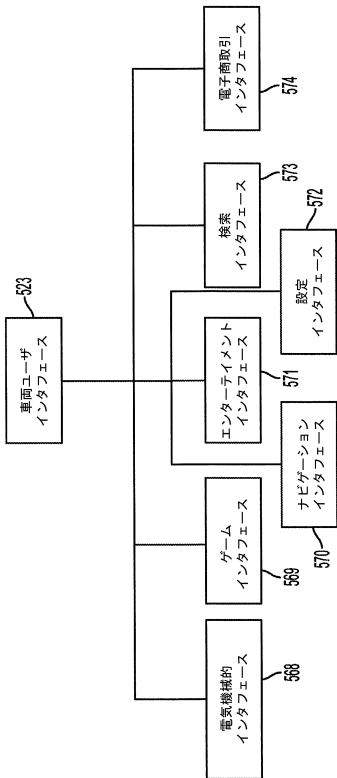 車両ユーザ
インタフェース
523
電気機械的
インタフェース
568
ゲーム
インタフェース
569
ナビゲーション
インタフェース
570
エンターテイメント
インタフェース
571
設定
インタフェース
572
検索
インタフェース
573
電子商取引
インタフェース
574